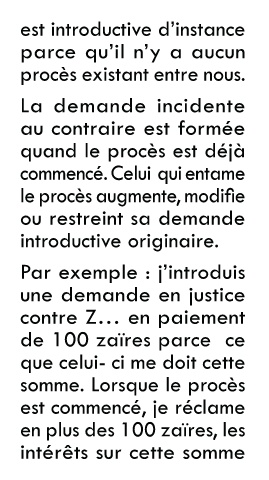 est introductive d'instance
parce qu'il n'y a aucun
procès existant entre nous.
La demande incidente
au contraire est formée
quand le procès est déjà
commencé. Celui qui entame
le procès augmente, modifie
ou restreint sa demande
introductive originaire.
Par exemple : j'introduis
une demande en justice
contre Z... en paiement
de 100 zaïres parce ce
que celui- ci me doit cette
somme. Lorsque le procès
est commencé, je réclame
en plus des 100 zaïres, les
intérêts sur cette somme